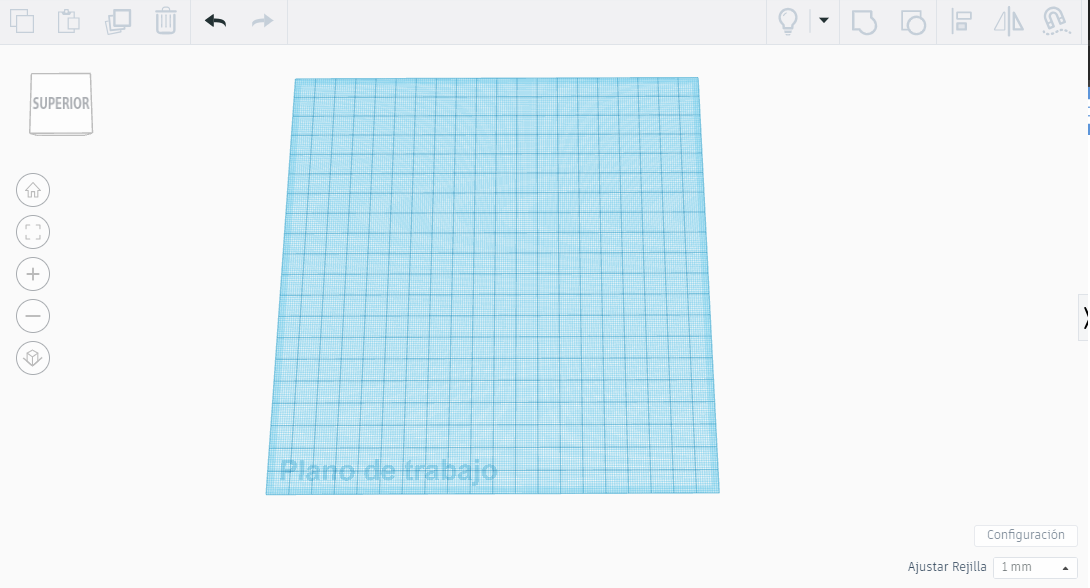 SUPERIOR
Plano de trabajo
Configuración
Ajustar Rejilla 1 mm